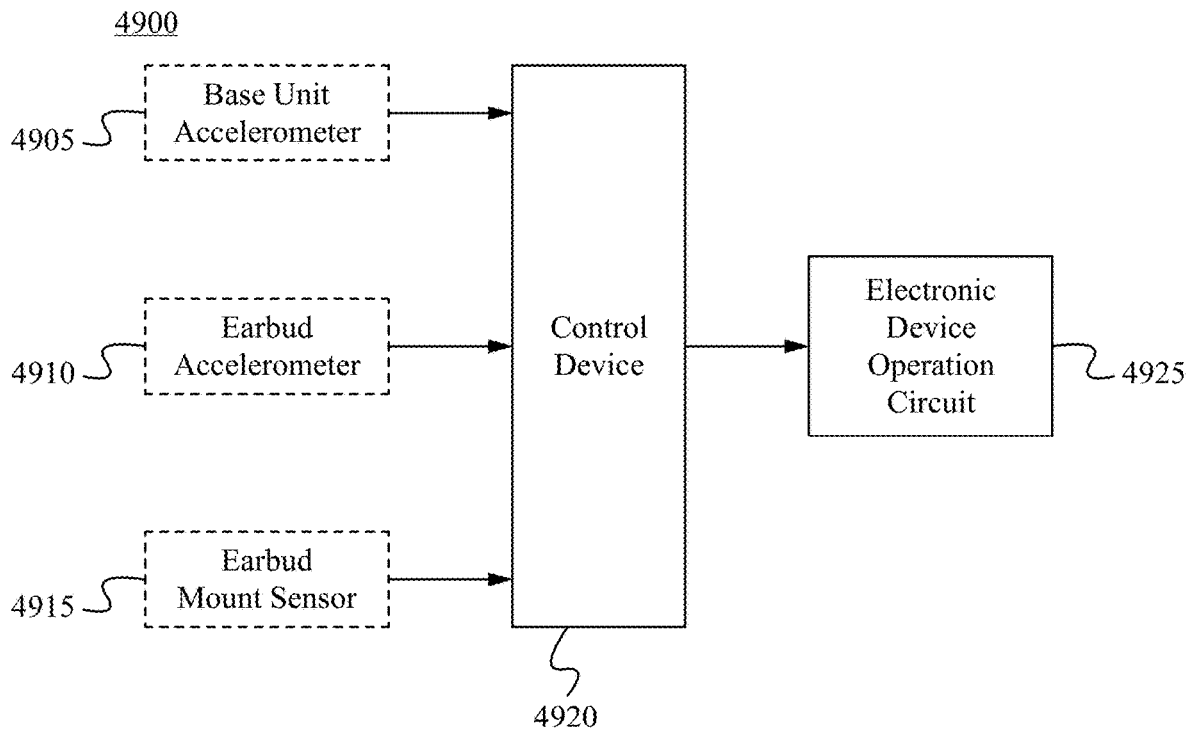 4900
Base Unit
Accelerometer
4905
Earbud
Accelerometer
4910
Earbud
Mount Sensor
4915
Control
Device
4920
Electronic
Device
Operation
Circuit
4925